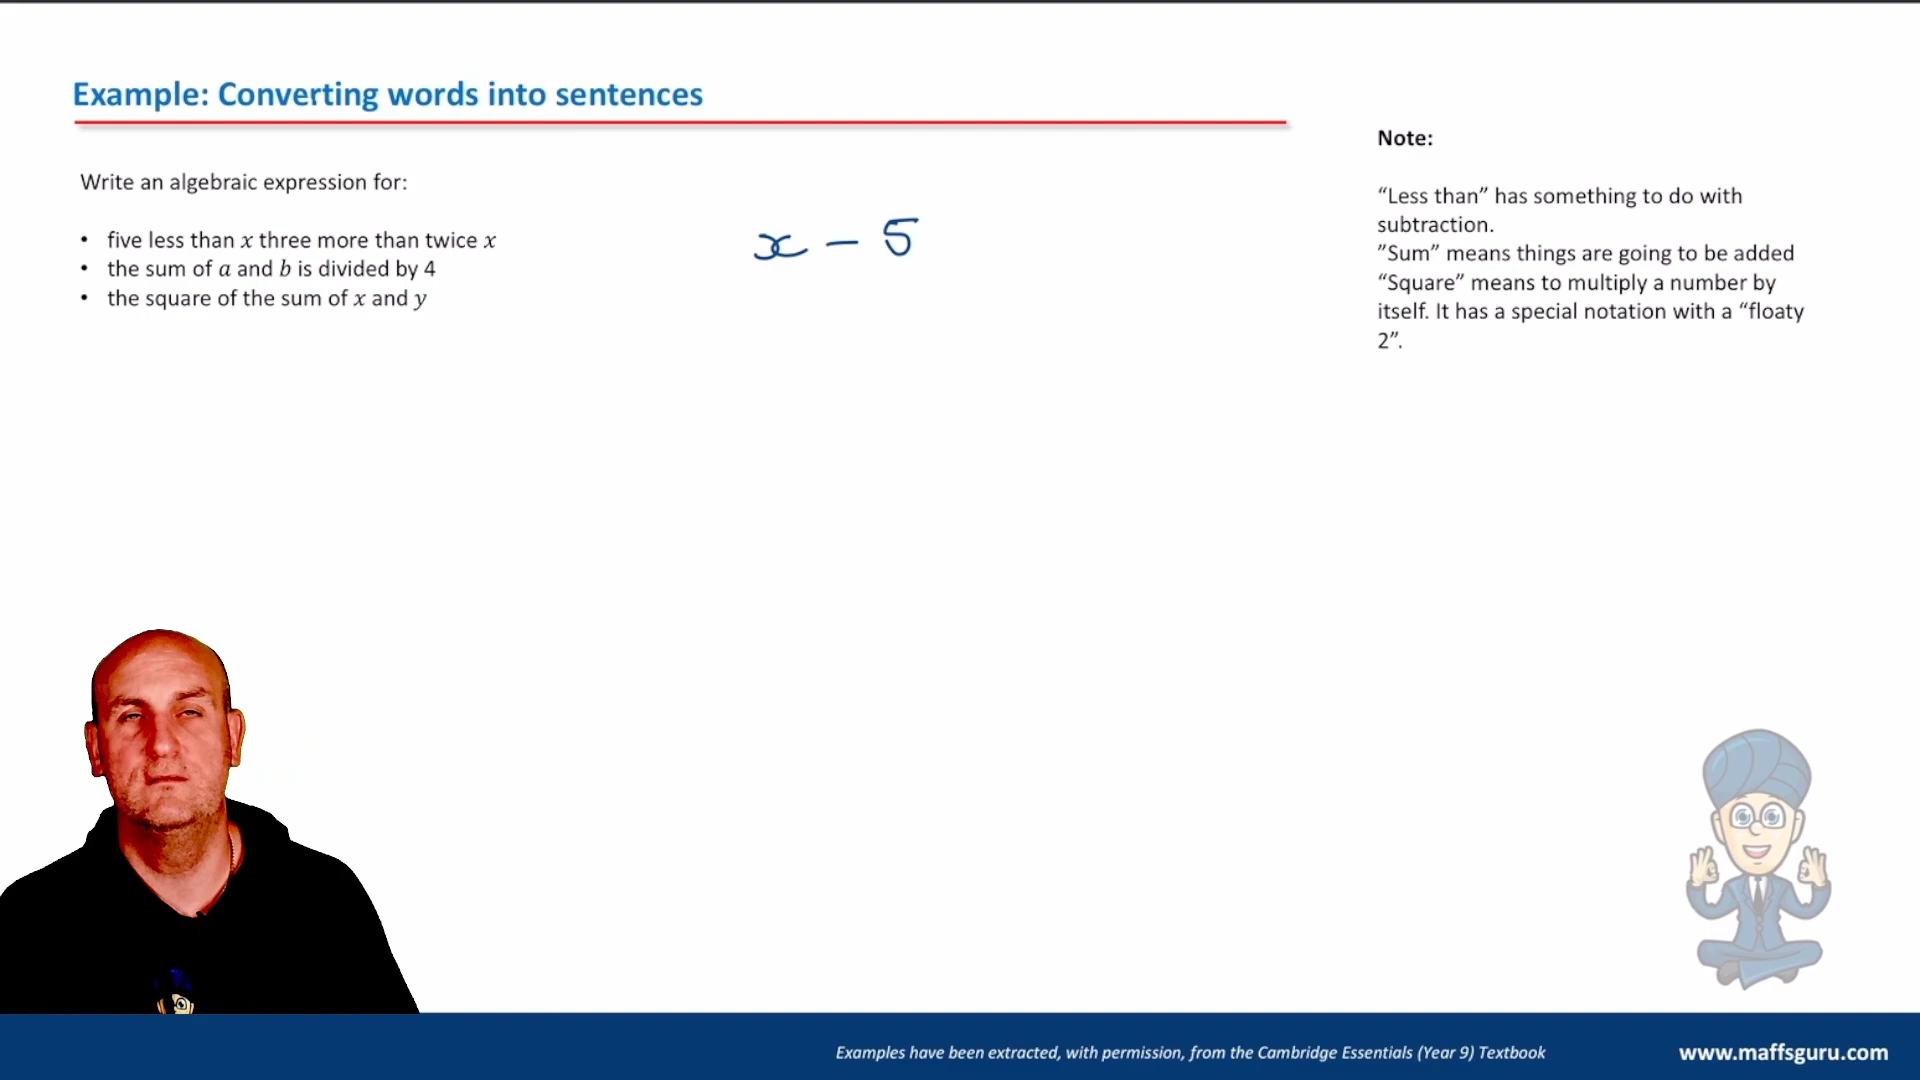 Example: Converting words into sentences
Write an algebraic expression for:
• five less than x three more than twice x
• the sum of a and b is divided by 4
• the square of the sum of x and y
x - 5
Note:
“Less than” has something to do with
subtraction.
”Sum” means things are going to be added
“Square” means to multiply a number by
itself. It has a special notation with a “floaty
2”.
Examples have been extracted, with permission, from the Cambridge Essentials (Year 9) Textbook
www.maffsguru.com